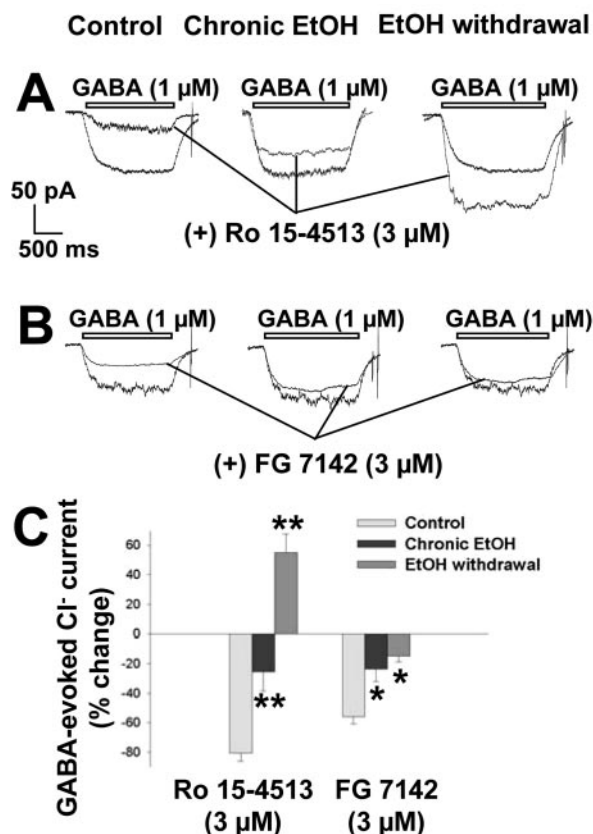 Control Chronic EtOH EtOH withdrawal
A
GABA (1 µM) GABA (1 µM) GABA (1 µM)
50 pA
500 ms
(+) Ro 15-4513 (3 µM)
B
GABA (1 µM) GABA (1 µM) GABA (1 µM)
(+) FG 7142 (3 µM)
C
GABA-evoked Cl- current
(% change)
60
40
20
0
-20
-40
-60
-80
**
**
*
*
Control
Chronic EtOH
EtOH withdrawal
Ro 15-4513 FG 7142
(3 µM) (3 µM)